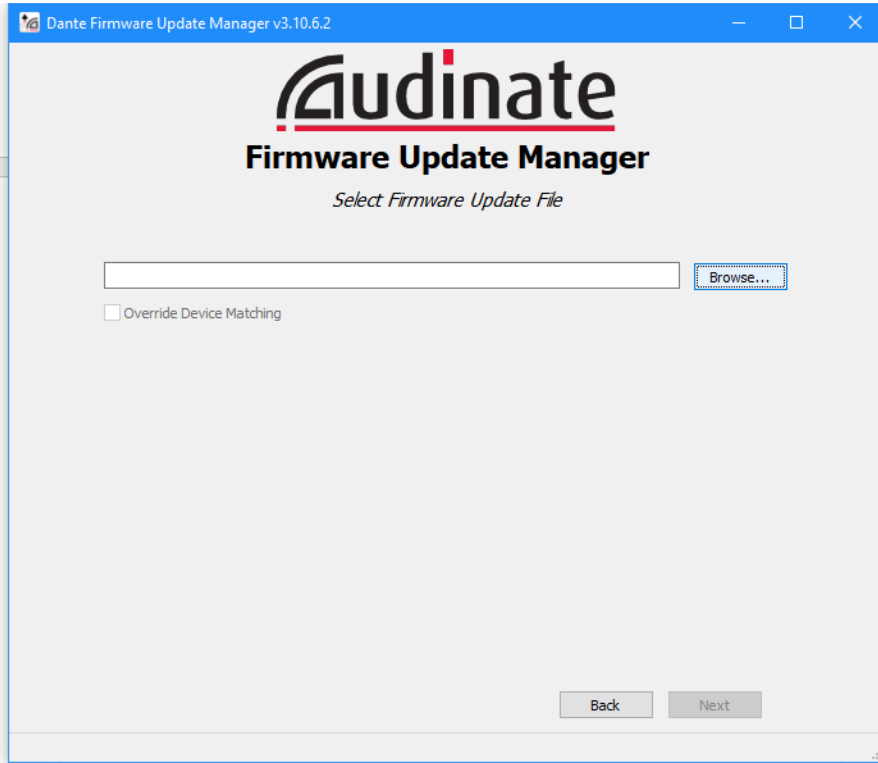 Dante Firmware Update Manager v3.10.6.2
Audinate
Firmware Update Manager
Select Firmware Update File
Browse...
Override Device Matching
Back
Next